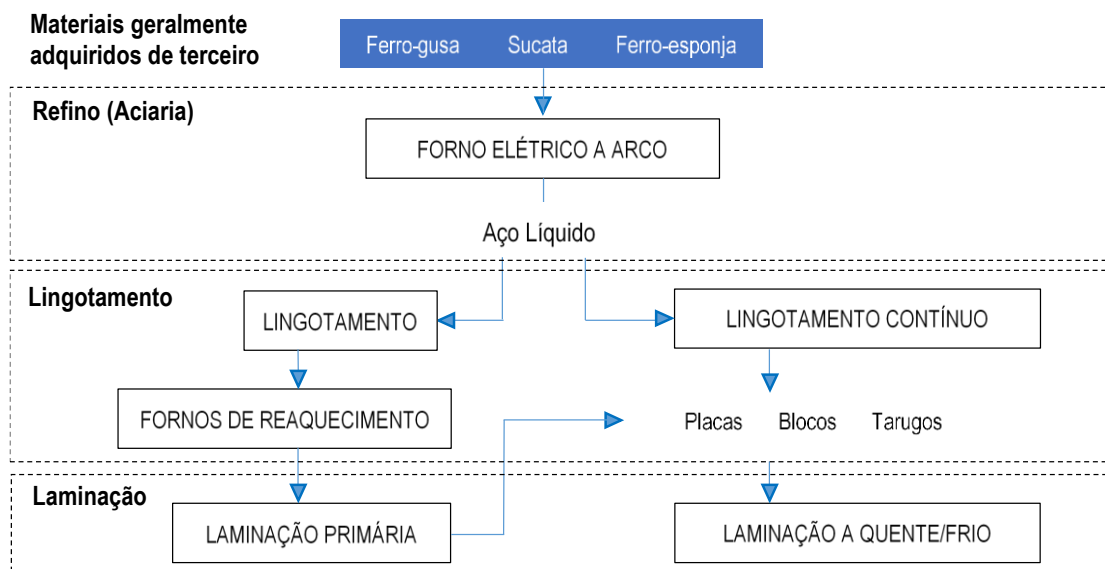 Materiais geralmente
adquiridos de terceiro
Ferro-gusa Sucata Ferro-esponja
Refino (Aciaria)
FORNO ELÉTRICO A ARCO
Aço Líquido
Lingotamento
LINGOTAMENTO
LINGOTAMENTO CONTÍNUO
FORNOS DE REAQUECIMENTO
Placas Blocos Tarugos
Laminação
LAMINAÇÃO PRIMÁRIA
LAMINAÇÃO A QUENTE/FRIO